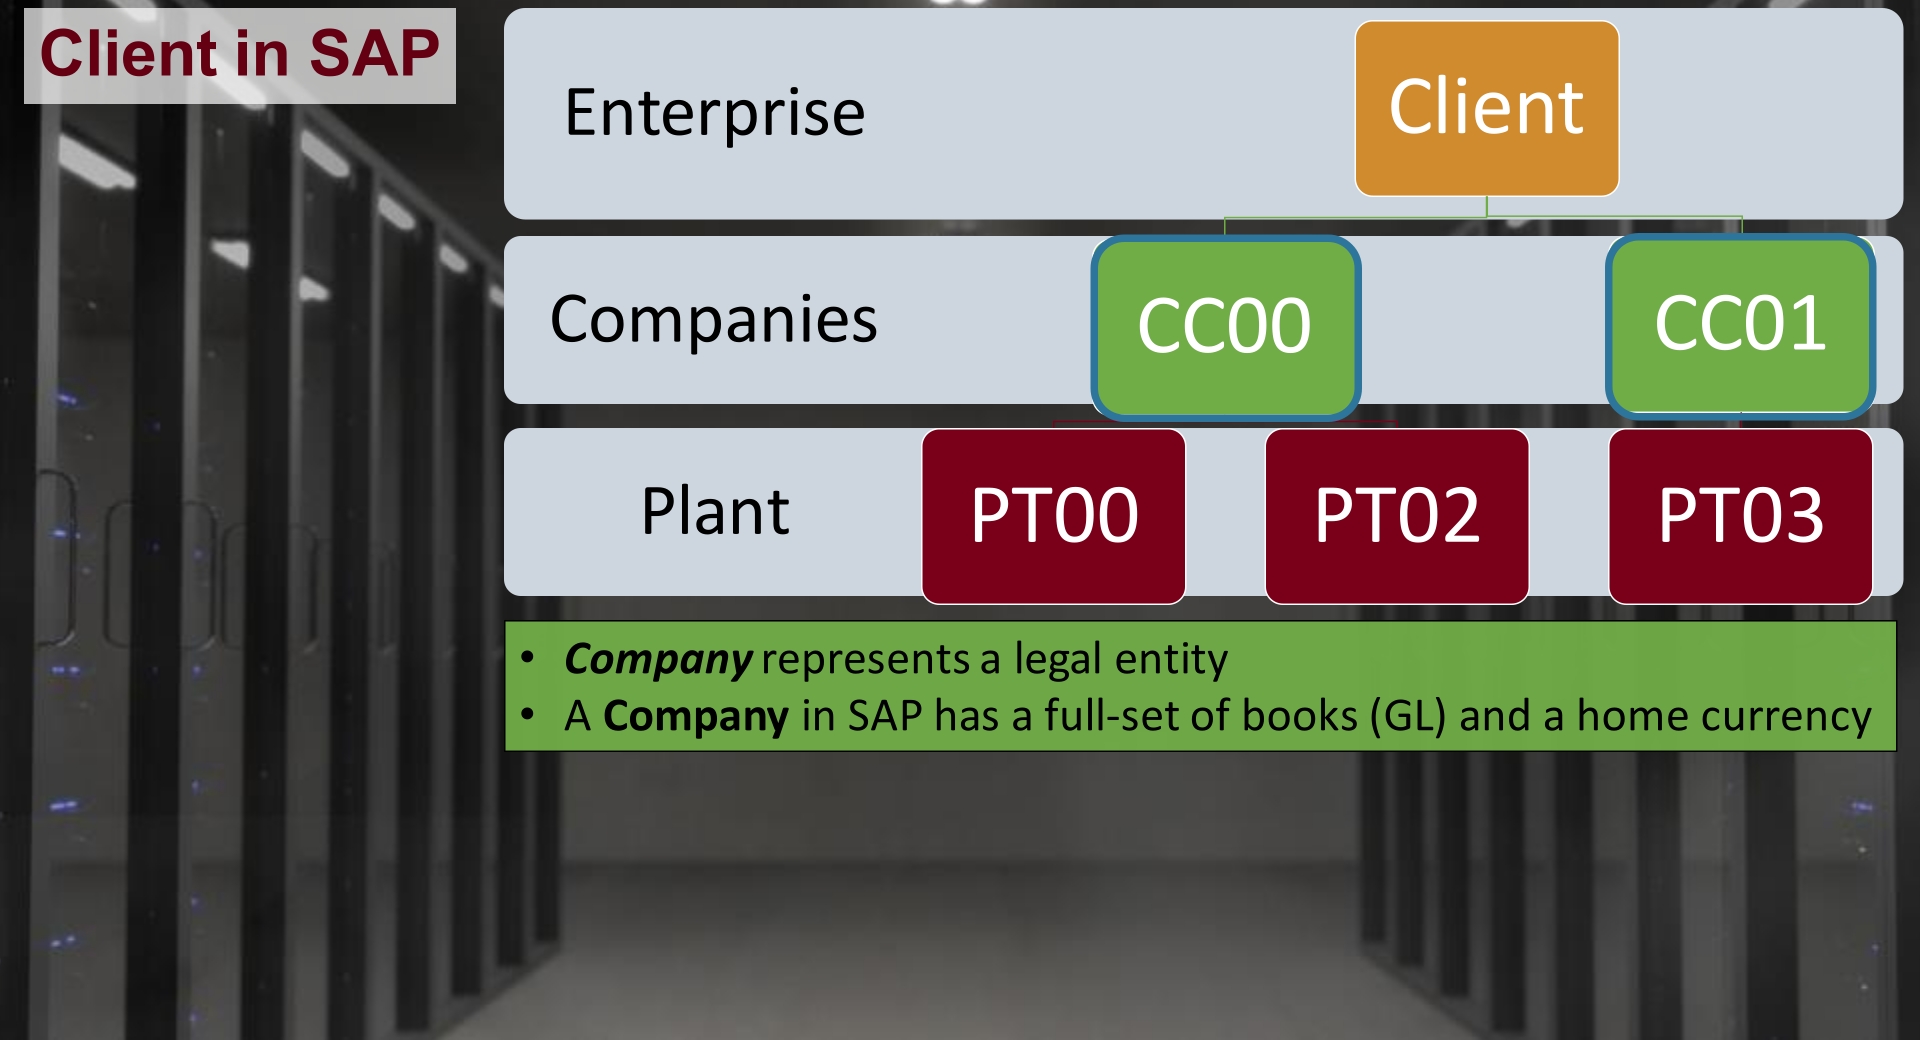 Client in SAP
Enterprise
Client
Companies
CC00
CC01
Plant
PT00
PT02
PT03
• Company represents a legal entity
• A Company in SAP has a full-set of books (GL) and a home currency